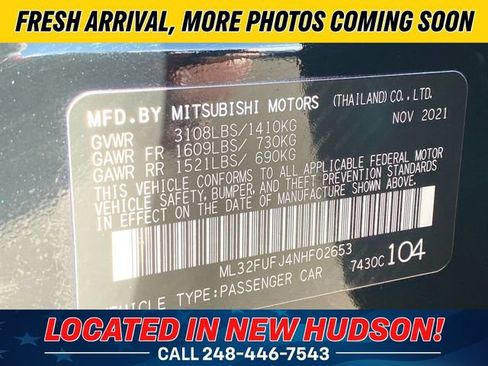 FRESH ARRIVAL, MORE PHOTOS COMING SOON
MFD. BY MITSUBISHI MOTORS (THAILAND)CO.,LTD.
NOV 2021
GVWR 3108LBS/1410KG
GAWR FR 1609LBS/ 730KG
GAWR RR 1521LBS/ 690KG
THIS VEHICLE CONFORMS TO ALL APPLICABLE FEDERAL MOTOR
VEHICLE SAFETY, BUMPER, AND THEFT PREVENTION STANDARDS
IN EFFECT ON THE DATE OF MANUFACTURE SHOWN ABOVE.
ML32FUFJ4NHF02653
7430C 104
VEHICLE TYPE:PASSENGER CAR
LOCATED IN NEW HUDSON!
CALL 248-446-7543